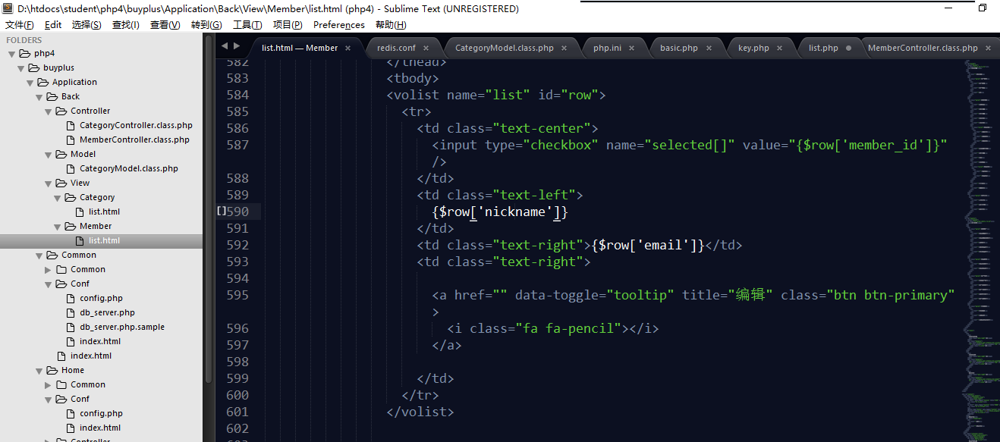 D:\htdocs\student\php4\buyplus\Application\Back\View\Member\list.html (php4) - Sublime Text (UNREGISTERED)
文件(F) Edit 选择(S) 查找(I) 查看(V) 转到(G) 工具(T) 项目(P) Preferences 帮助(H)
FOLDERS
php4
buyplus
Application
Back
Controller
CategoryController.class.php
MemberController.class.php
Model
CategoryModel.class.php
View
Category
list.html
Member
list.html
Common
Common
Conf
config.php
db_server.php
db_server.php.sample
index.html
index.html
Home
Common
Conf
config.php
index.html
Controller
list.html — Member × redis.conf × CategoryModel.class.php × php.ini × basic.php × key.php × list.php MemberController.class.php ×
582 </thead>
583 <tbody>
584 <volist name="list" id="row">
585 <tr>
586 <td class="text-center">
587 <input type="checkbox" name="selected[]" value="{$row['member_id']}"
/>
588 </td>
589 <td class="text-left">
[]590 {$row['nickname']}
591 </td>
592 <td class="text-right">{$row['email']}</td>
593 <td class="text-right">
594
595 <a href="" data-toggle="tooltip" title="编辑" class="btn btn-primary"
>
596 <i class="fa fa-pencil"></i>
597 </a>
598
599 </td>
600 </tr>
601 </volist>
602